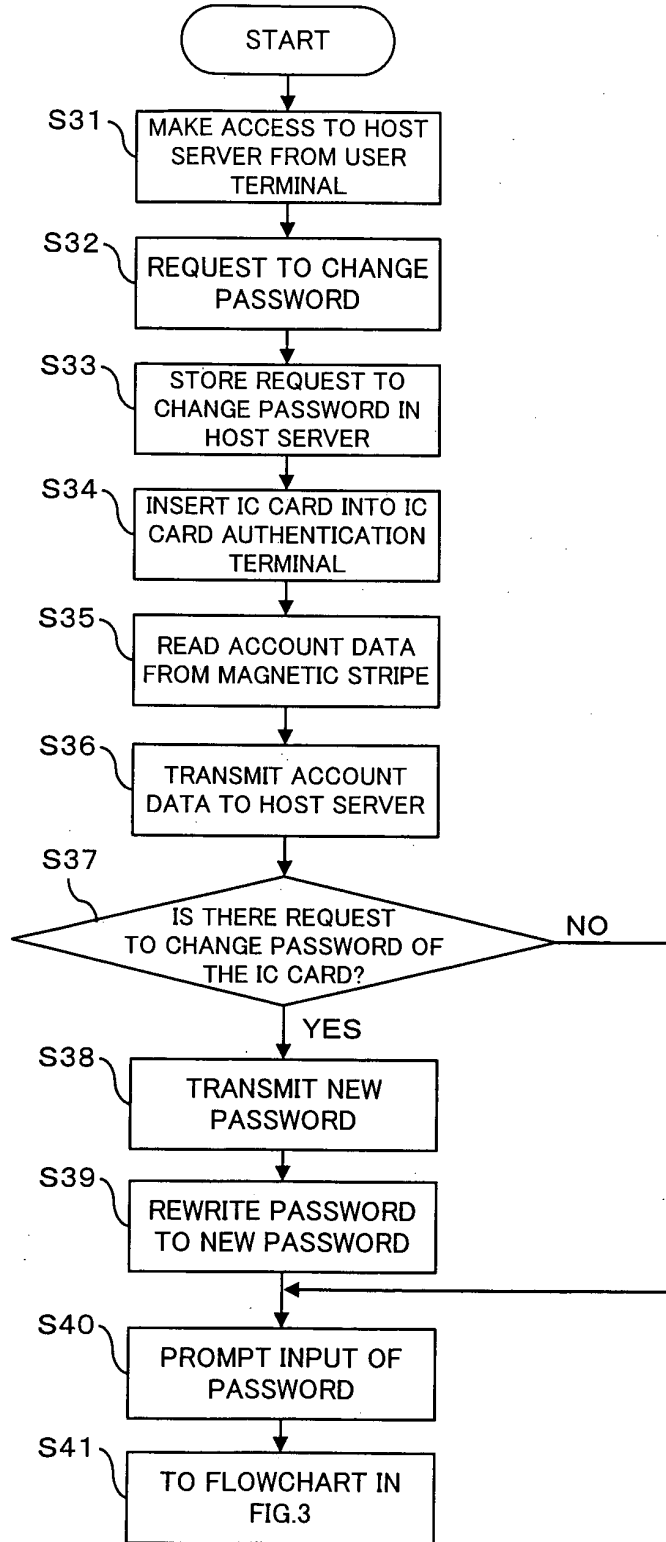 START
S31
MAKE ACCESS TO HOST
SERVER FROM USER
TERMINAL
S32
REQUEST TO CHANGE
PASSWORD
S33
STORE REQUEST TO
CHANGE PASSWORD IN
HOST SERVER
S34
INSERT IC CARD INTO IC
CARD AUTHENTICATION
TERMINAL
S35
READ ACCOUNT DATA
FROM MAGNETIC STRIPE
S36
TRANSMIT ACCOUNT
DATA TO HOST SERVER
S37
IS THERE REQUEST
TO CHANGE PASSWORD OF
THE IC CARD?
NO
YES
S38
TRANSMIT NEW
PASSWORD
S39
REWRITE PASSWORD
TO NEW PASSWORD
S40
PROMPT INPUT OF
PASSWORD
S41
TO FLOWCHART IN
FIG.3